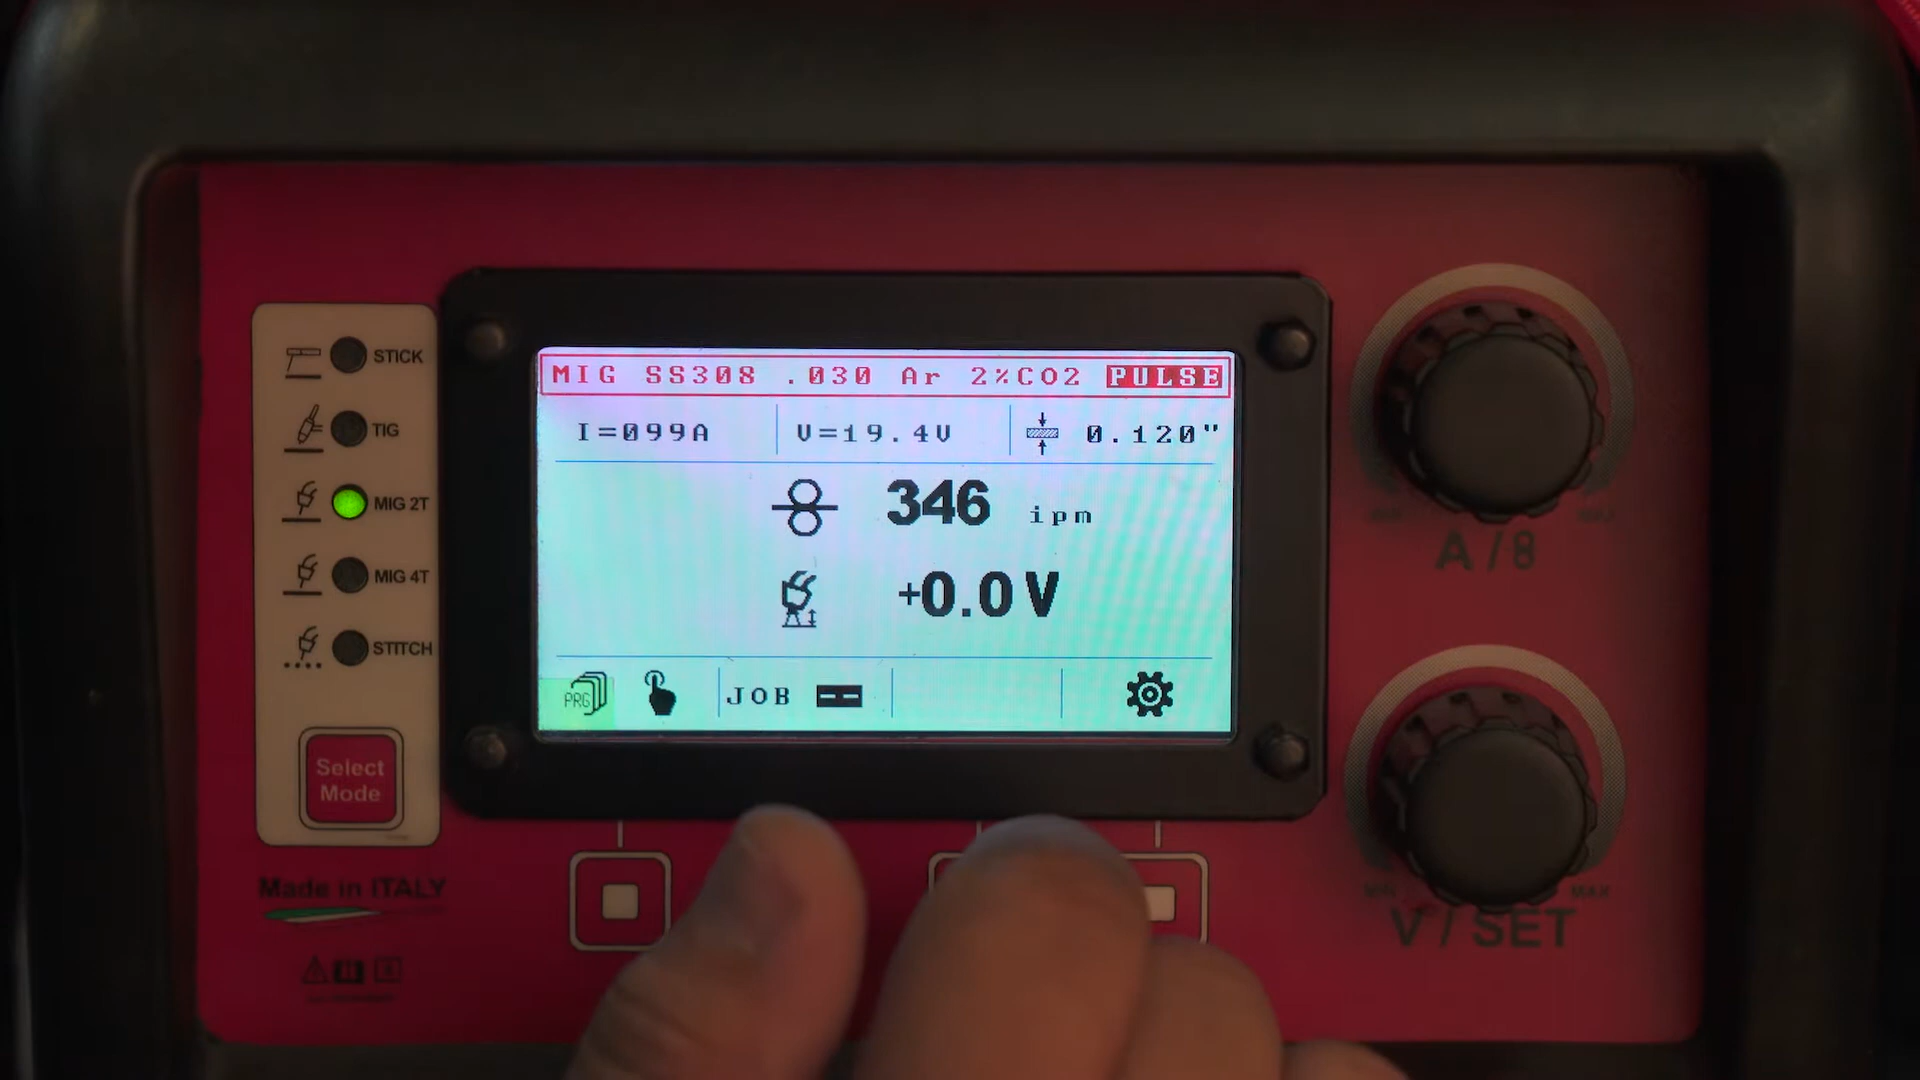 MIG SS308 .030 Ar 2%CO2 PULSE
I=099A V=19.4V 0.120"
346 ipm
+0.0V
PRG JOB --
STICK
TIG
MIG 2T
MIG 4T
STITCH
Select
Mode
Made in ITALY
A/8
MAX
V/SET